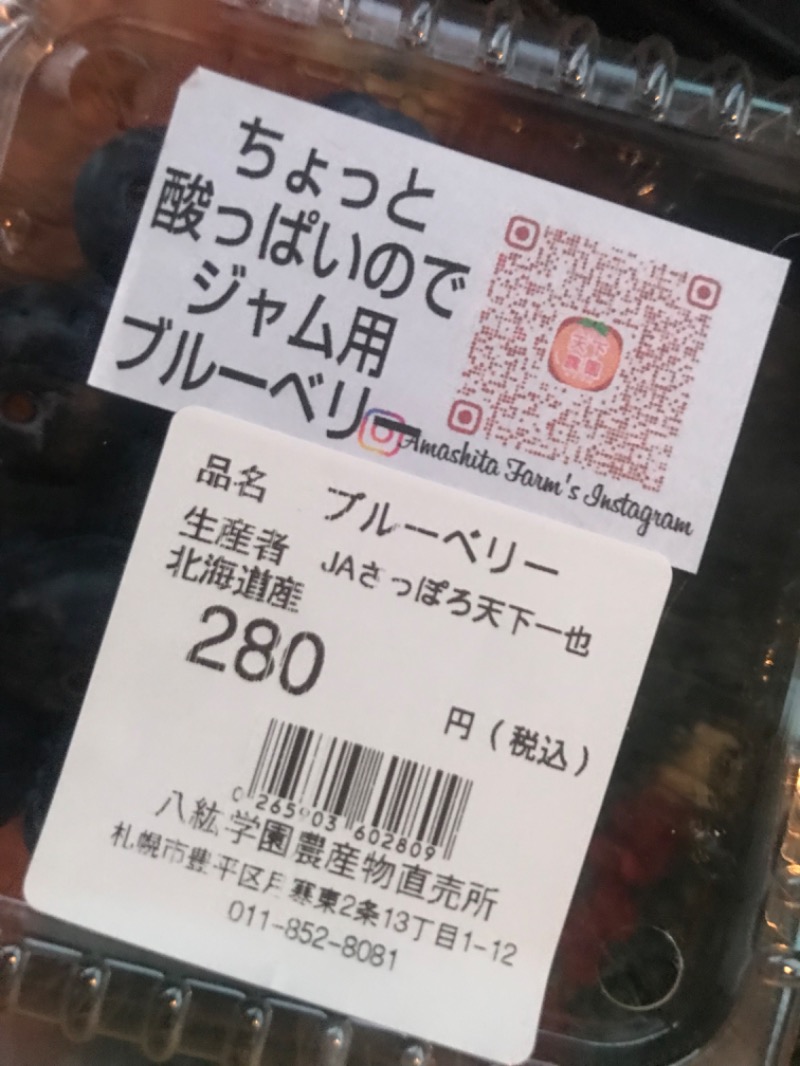 ちょっと
酸っぱいので
ジャム用
ブルーベリー
Amashita Farm's Instagram
品名 ブルーベリー
生産者 JAさっぽろ天下一也
北海道産
280
円(税込)
0 265903 602809
八紘学園農産物直売所
札幌市豊平区月寒東2条13丁目1-12
011-852-8081